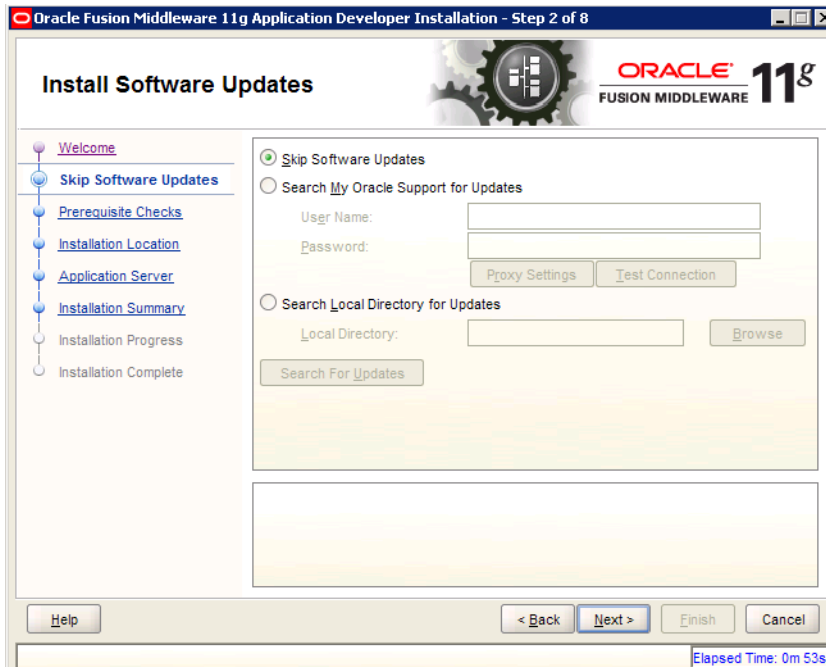 Oracle Fusion Middleware 11g Application Developer Installation - Step 2 of 8
Install Software Updates
ORACLE
FUSION MIDDLEWARE 11g
Welcome
Skip Software Updates
Prerequisite Checks
Installation Location
Application Server
Installation Summary
Installation Progress
Installation Complete
Skip Software Updates
Search My Oracle Support for Updates
User Name:
Password:
Proxy Settings Test Connection
Search Local Directory for Updates
Local Directory: Browse
Search For Updates
Help < Back Next > Finish Cancel
Elapsed Time: 0m 53s